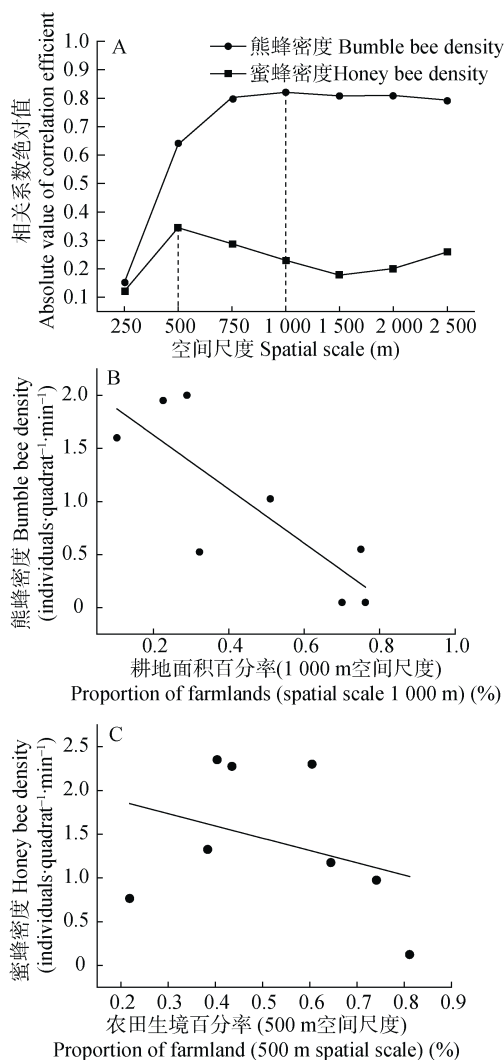 A
熊蜂密度 Bumble bee density
蜜蜂密度Honey bee density
相关系数绝对值
Absolute value of correlation efficient
1.0
0.9
0.8
0.7
0.6
0.5
0.4
0.3
0.2
0.1
250 500 750 1 000 1 500 2 000 2 500
空间尺度 Spatial scale (m)
B
熊蜂密度 Bumble bee density
(individuals·quadrat⁻¹·min⁻¹)
2.0
1.5
1.0
0.5
0
0.2 0.4 0.6 0.8 1.0
耕地面积百分率(1 000 m空间尺度)
Proportion of farmlands (spatial scale 1 000 m) (%)
C
蜜蜂密度 Honey bee density
(individuals·quadrat⁻¹·min⁻¹)
2.5
2.0
1.5
1.0
0.5
0
0.2 0.3 0.4 0.5 0.6 0.7 0.8 0.9
农田生境百分率 (500 m空间尺度)
Proportion of farmland (500 m spatial scale) (%)